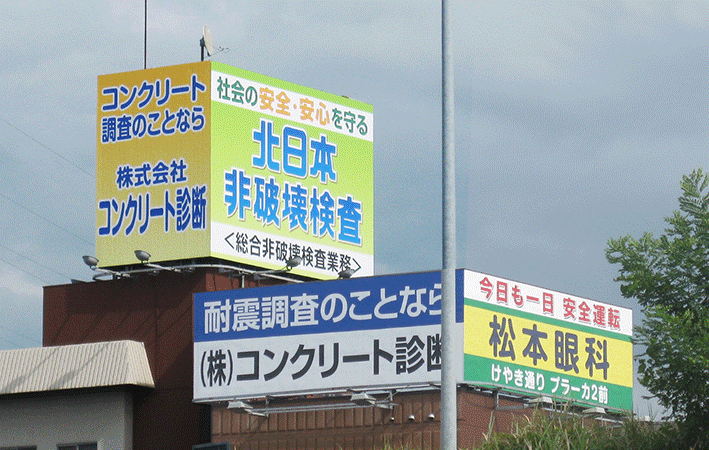 コンクリート
調査のことなら
株式会社
コンクリート診断
社会の安全・安心を守る
北日本
非破壊検査
<総合非破壊検査業務>
耐震調査のことなら
(株)コンクリート診断
今日も一日 安全運転
松本眼科
けやき通り プラーカ2前